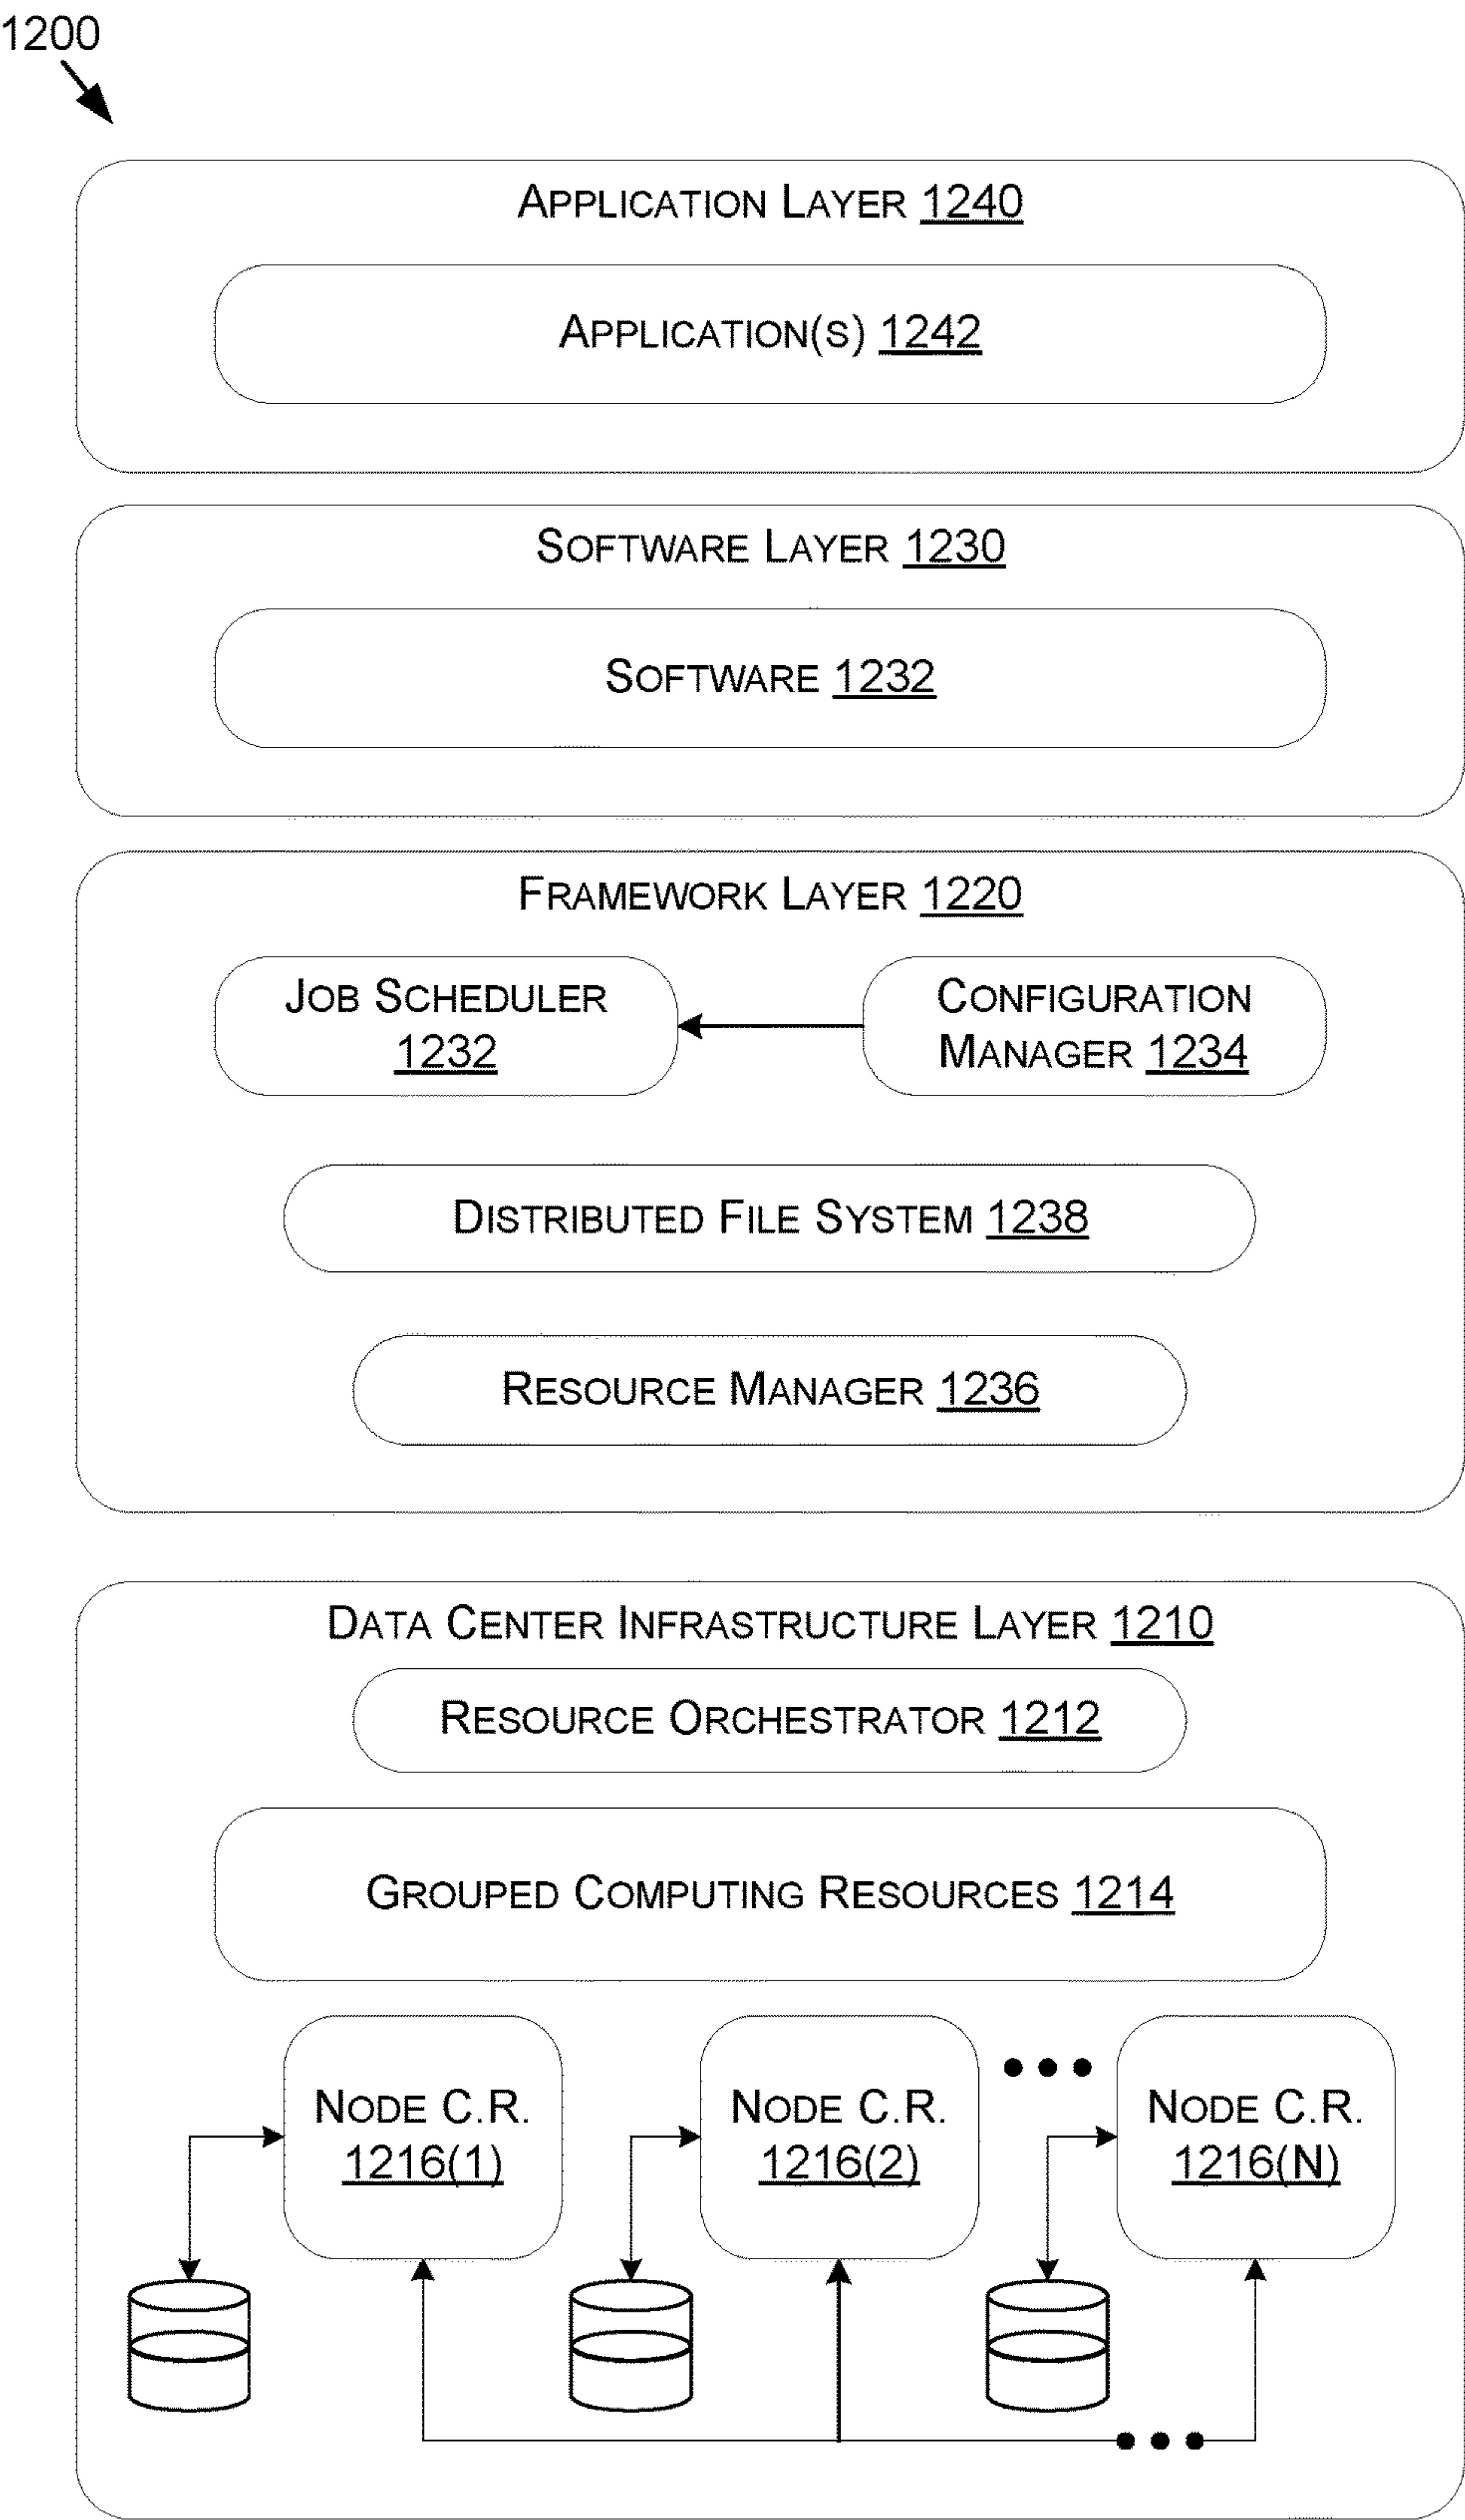 1200
APPLICATION LAYER 1240
APPLICATION(S) 1242
SOFTWARE LAYER 1230
SOFTWARE 1232
FRAMEWORK LAYER 1220
JOB SCHEDULER
1232
CONFIGURATION
MANAGER 1234
DISTRIBUTED FILE SYSTEM 1238
RESOURCE MANAGER 1236
DATA CENTER INFRASTRUCTURE LAYER 1210
RESOURCE ORCHESTRATOR 1212
GROUPED COMPUTING RESOURCES 1214
NODE C.R.
1216(1)
NODE C.R.
1216(2)
NODE C.R.
1216(N)